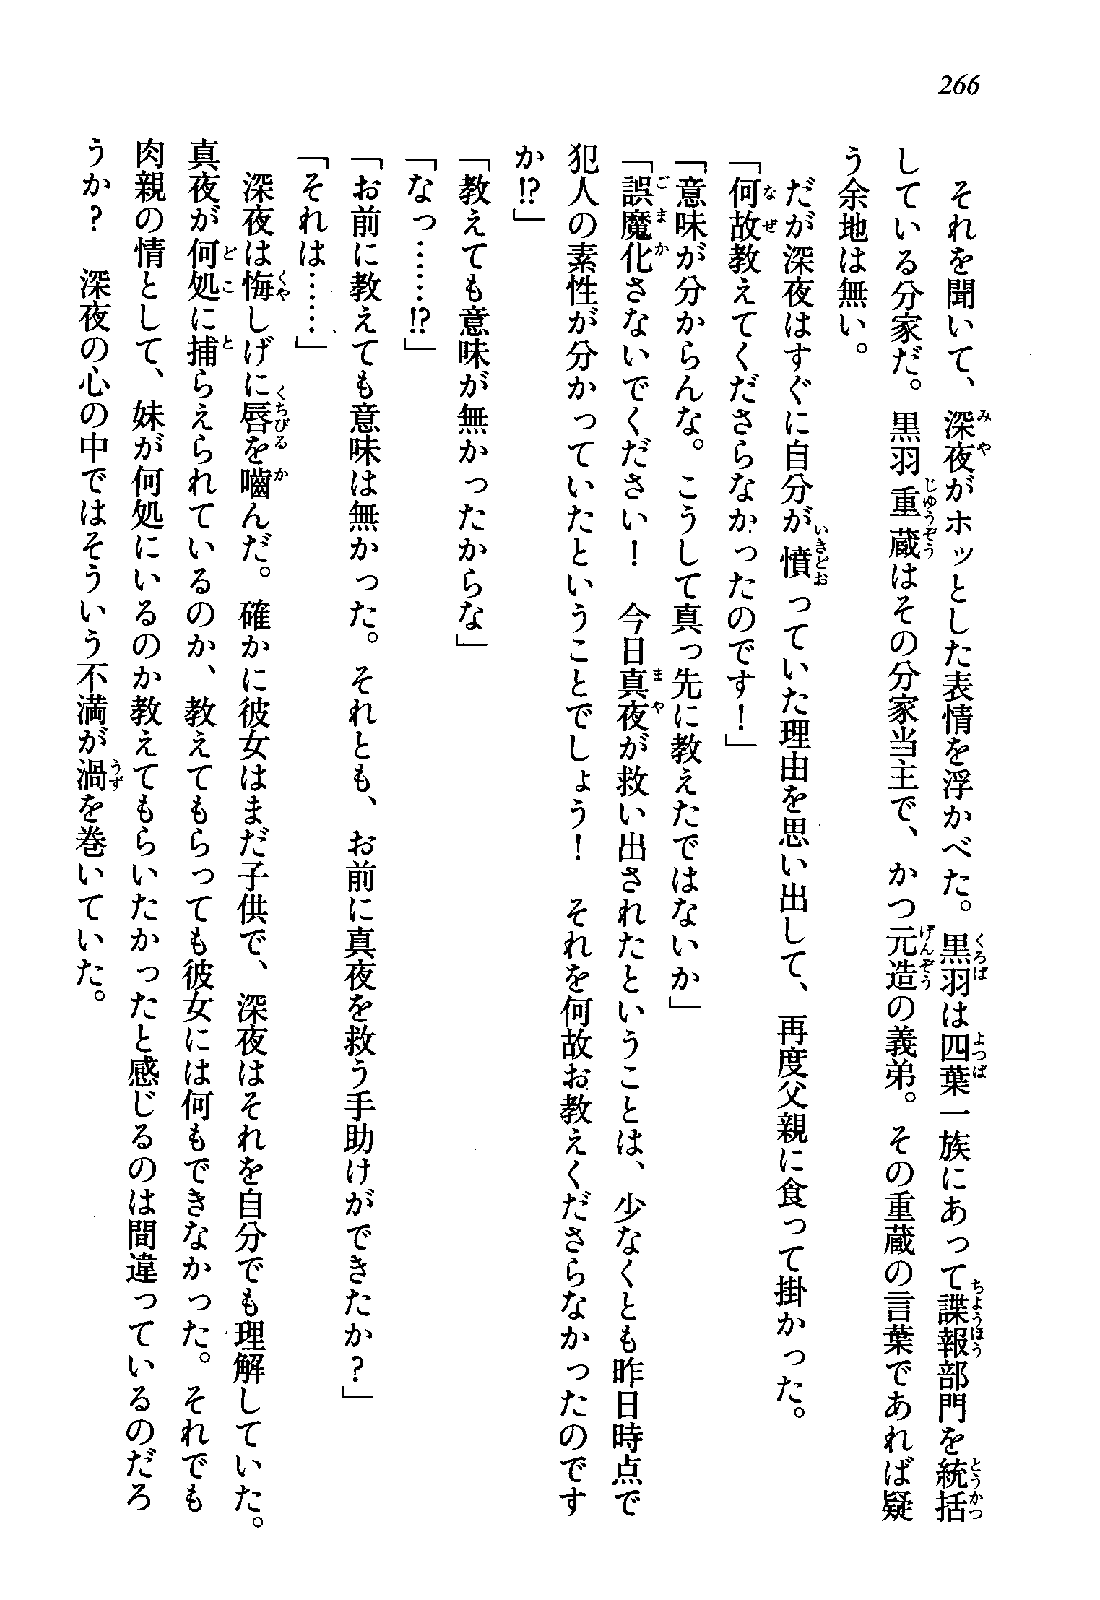 266
それを聞いて、深夜がホッとした表情を浮かべた。黒羽は四葉一族にあって諜報部門を統括
している分家だ。黒羽重蔵はその分家当主で、かつ元造の義弟。その重蔵の言葉であれば疑
う余地は無い。
だが深夜はすぐに自分が憤っていた理由を思い出して、再度父親に食って掛かった。
「何故教えてくださらなかったのです！」
「意味が分からんな。こうして真っ先に教えたではないか」
「誤魔化さないでください！　今日真夜が救い出されたということは、少なくとも昨日時点で
犯人の素性が分かっていたということでしょう！　それを何故お教えくださらなかったのです
か!?」
「教えても意味が無かったからな」
「なっ……!?」
「お前に教えても意味は無かった。それとも、お前に真夜を救う手助けができたか？」
「それは……」
深夜は悔しげに唇を嚙んだ。確かに彼女はまだ子供で、深夜はそれを自分でも理解していた。
真夜が何処に捕らえられているのか、教えてもらっても彼女には何もできなかった。それでも
肉親の情として、妹が何処にいるのか教えてもらいたかったと感じるのは間違っているのだろ
うか？　深夜の心の中ではそういう不満が渦を巻いていた。